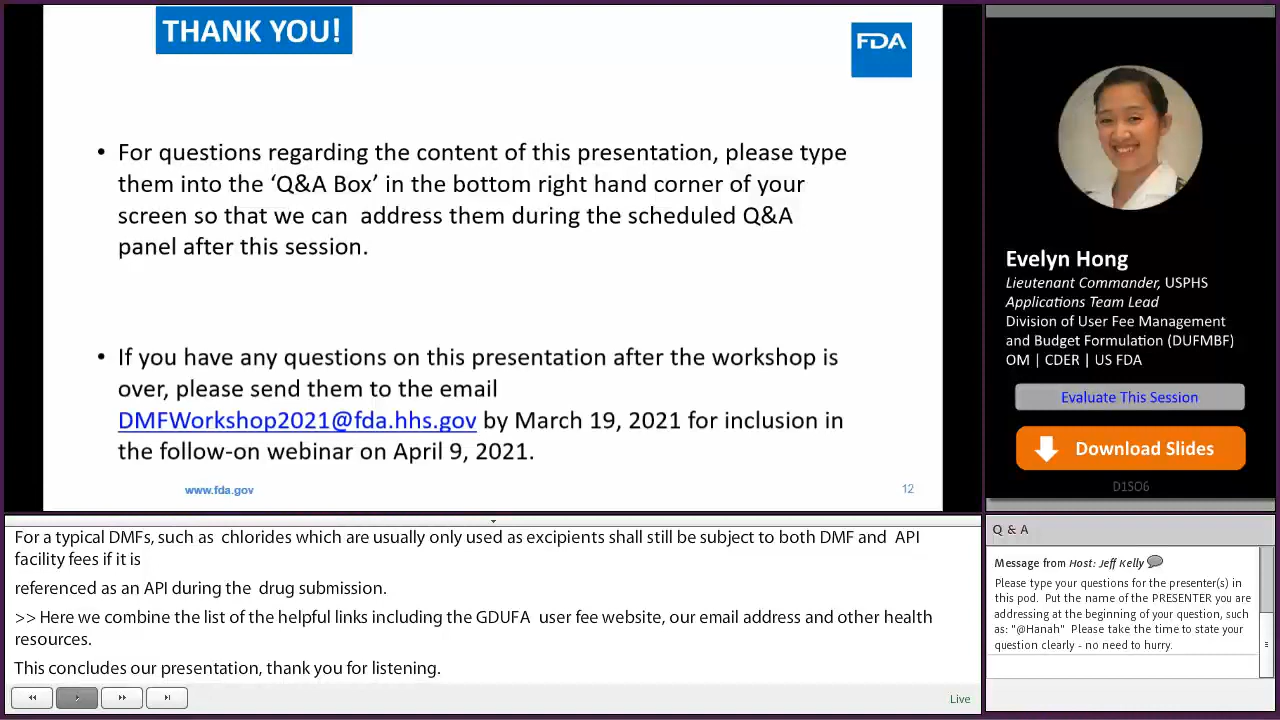 THANK YOU!
FDA
• For questions regarding the content of this presentation, please type
them into the ‘Q&A Box’ in the bottom right hand corner of your
screen so that we can address them during the scheduled Q&A
panel after this session.
• If you have any questions on this presentation after the workshop is
over, please send them to the email
DMFWorkshop2021@fda.hhs.gov by March 19, 2021 for inclusion in
the follow-on webinar on April 9, 2021.
www.fda.gov
12
Evelyn Hong
Lieutenant Commander, USPHS
Applications Team Lead
Division of User Fee Management
and Budget Formulation (DUFMBF)
OM | CDER | US FDA
Evaluate This Session
Download Slides
D1SO6
For a typical DMFs, such as chlorides which are usually only used as excipients shall still be subject to both DMF and API
facility fees if it is
referenced as an API during the drug submission.
>> Here we combine the list of the helpful links including the GDUFA user fee website, our email address and other health
resources.
This concludes our presentation, thank you for listening.
Live
Q & A
Message from Host: Jeff Kelly
Please type your questions for the presenter(s) in
this pod. Put the name of the PRESENTER you are
addressing at the beginning of your question, such
as: "@Hanah" Please take the time to state your
question clearly - no need to hurry.